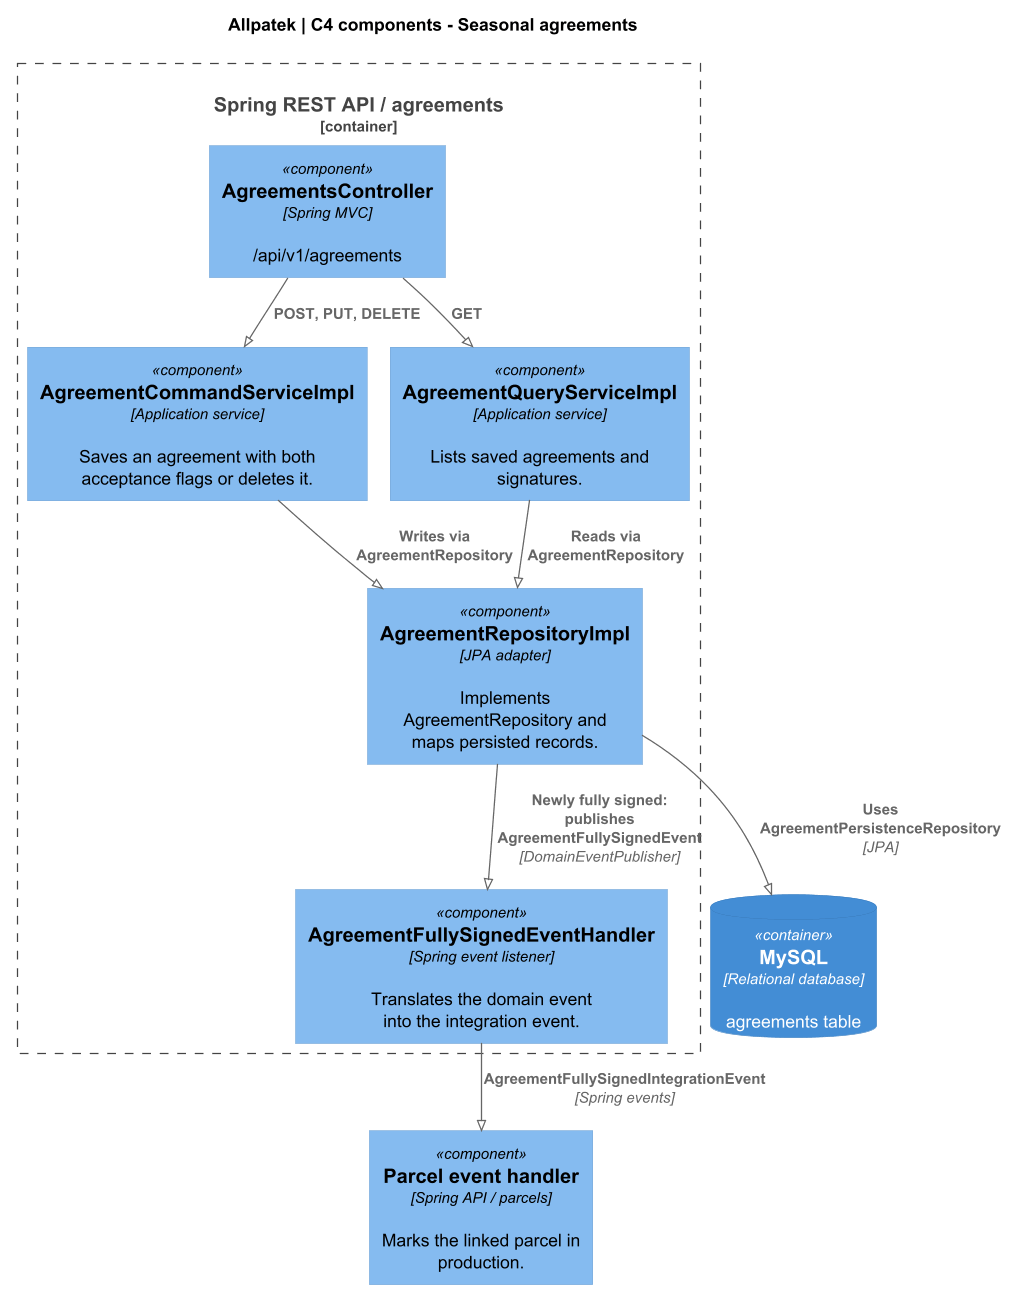 Allpatek | C4 components - Seasonal agreements
Spring REST API / agreements
[container]
«component»
AgreementsController
[Spring MVC]
/api/v1/agreements
POST, PUT, DELETE
GET
«component»
AgreementCommandServiceImpl
[Application service]
Saves an agreement with both
acceptance flags or deletes it.
«component»
AgreementQueryServiceImpl
[Application service]
Lists saved agreements and
signatures.
Writes via
AgreementRepository
Reads via
AgreementRepository
«component»
AgreementRepositoryImpl
[JPA adapter]
Implements
AgreementRepository and
maps persisted records.
Newly fully signed:
publishes
AgreementFullySignedEvent
[DomainEventPublisher]
Uses
AgreementPersistenceRepository
[JPA]
«component»
AgreementFullySignedEventHandler
[Spring event listener]
Translates the domain event
into the integration event.
«container»
MySQL
[Relational database]
agreements table
AgreementFullySignedIntegrationEvent
[Spring events]
«component»
Parcel event handler
[Spring API / parcels]
Marks the linked parcel in
production.